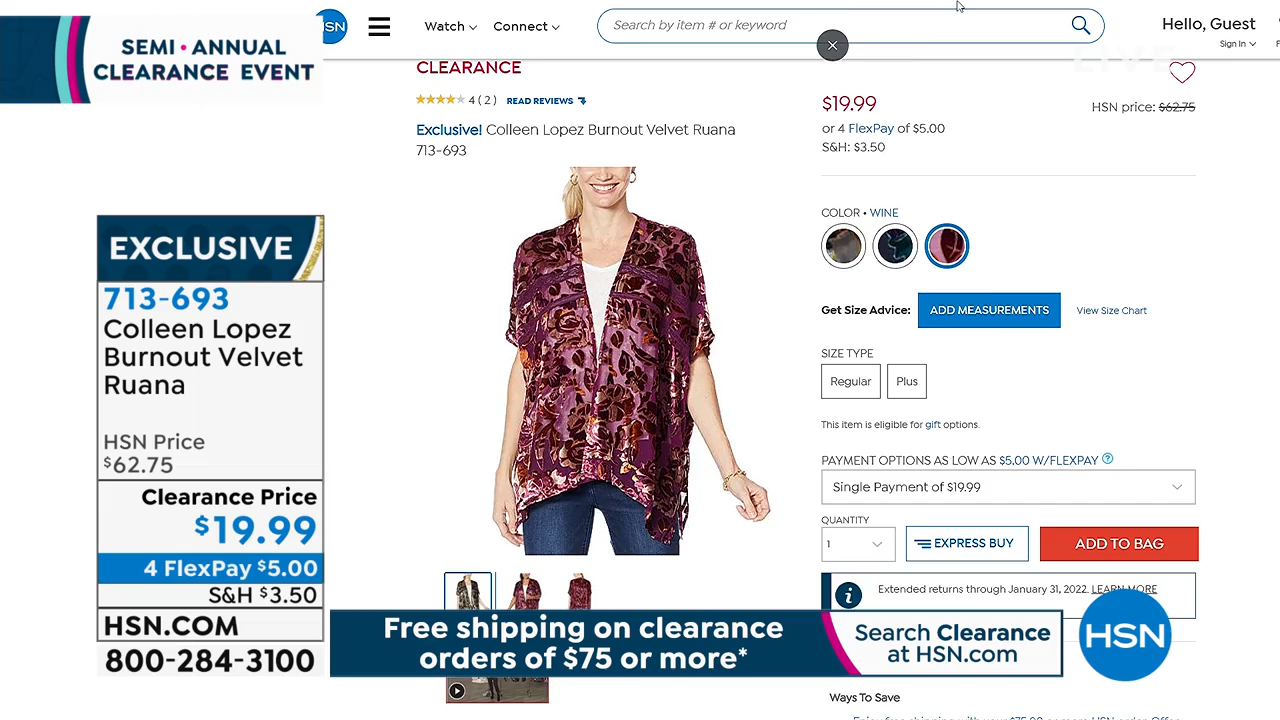 SEMI • ANNUAL
CLEARANCE EVENT
HSN
Watch
Connect
Search by item # or keyword
Hello, Guest
Sign In
LIVE
CLEARANCE
4 ( 2 ) READ REVIEWS
Exclusive! Colleen Lopez Burnout Velvet Ruana
713-693
$19.99
HSN price: $62.75
or 4 FlexPay of $5.00
S&H: $3.50
COLOR • WINE
Get Size Advice: ADD MEASUREMENTS View Size Chart
SIZE TYPE
Regular Plus
This item is eligible for gift options.
PAYMENT OPTIONS AS LOW AS $5.00 W/FLEXPAY
Single Payment of $19.99
QUANTITY
1
EXPRESS BUY
ADD TO BAG
Extended returns through January 31, 2022. LEARN MORE
Ways To Save
EXCLUSIVE
713-693
Colleen Lopez
Burnout Velvet
Ruana
HSN Price
$62.75
Clearance Price
$19.99
4 FlexPay $5.00
S&H $3.50
HSN.COM
800-284-3100
Free shipping on clearance
orders of $75 or more*
Search Clearance
at HSN.com
HSN